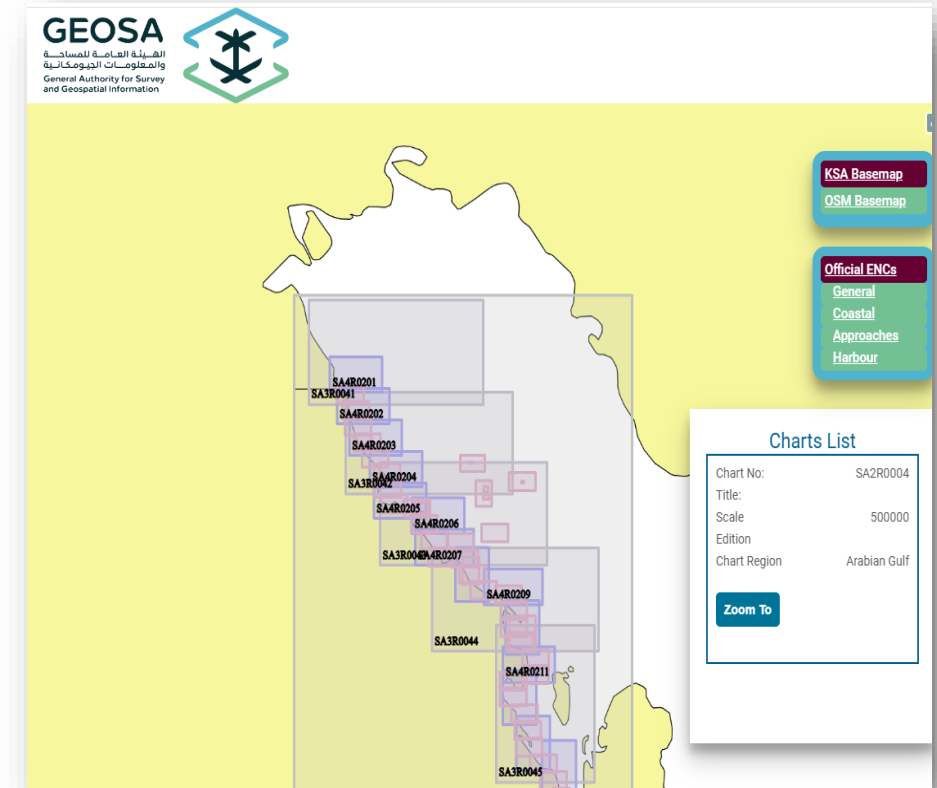 GEOSA
الهيئة العامة للمساحة
والمعلومات الجيومكانية
General Authority for Survey
and Geospatial Information
KSA Basemap
OSM Basemap
Official ENCs
General
Coastal
Approaches
Harbour
SA4R0201
SA3R0041
SA4R0202
SA4R0203
SA4R0204
SA3R0042
SA4R0205
SA4R0206
SA4R0207
SA4R0209
SA3R0044
SA4R0211
SA3R0045
Charts List
Chart No: SA2R0004
Title:
Scale 500000
Edition
Chart Region Arabian Gulf
Zoom To